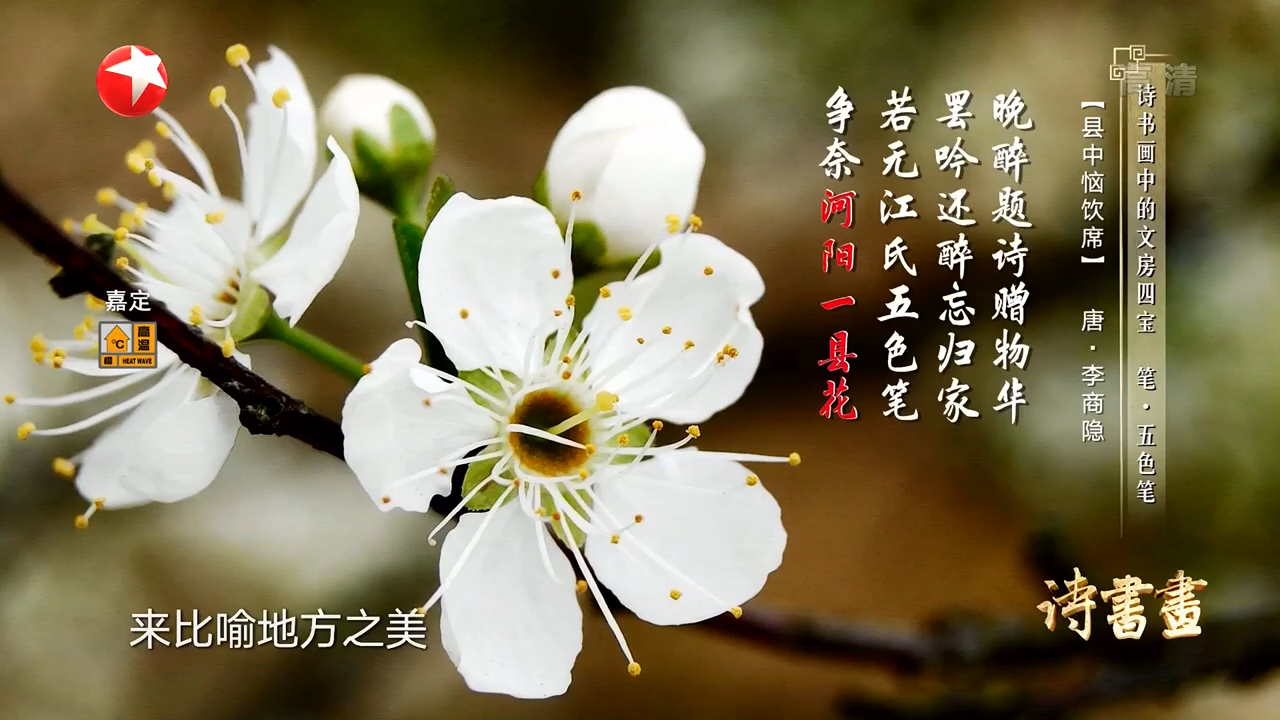 高清
诗书画中的文房四宝 笔·五色笔
【县中恼饮席】 唐·李商隐
晚醉题诗赠物华
罢吟还醉忘归家
若无江氏五色笔
争奈河阳一县花
嘉定
℃
高温
橙
HEAT WAVE
来比喻地方之美
诗書畫